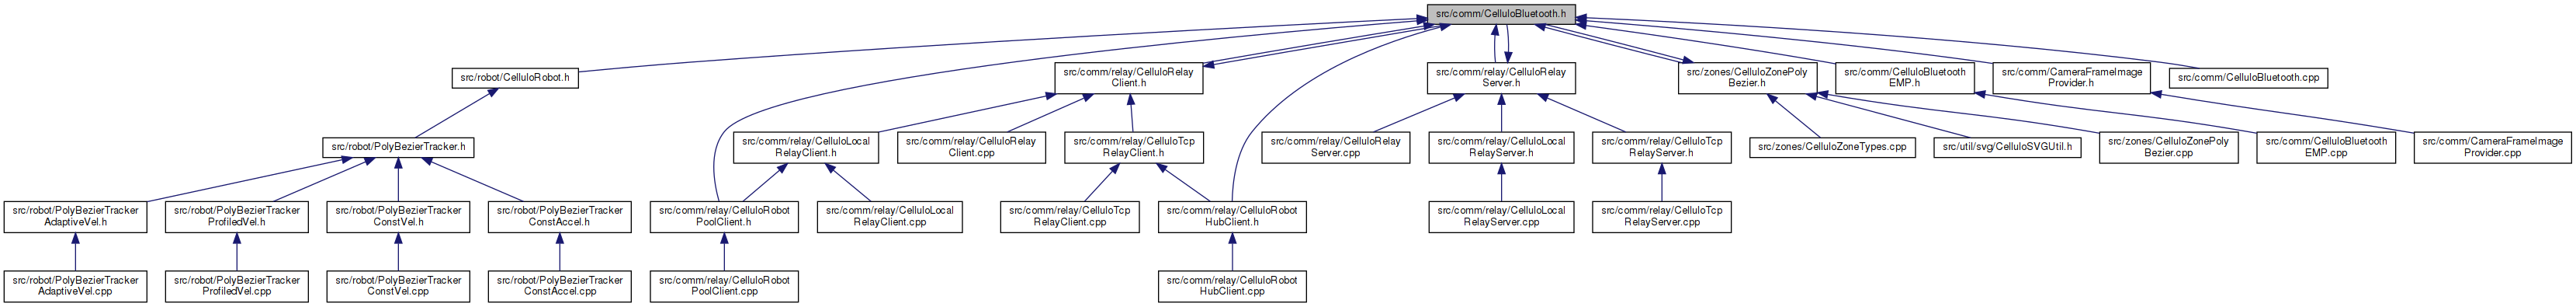 src/comm/CelluloBluetooth.h
src/robot/CelluloRobot.h
src/comm/relay/CelluloRelay
Client.h
src/comm/relay/CelluloRelay
Server.h
src/zones/CelluloZonePoly
Bezier.h
src/comm/CelluloBluetooth
EMP.h
src/comm/CameraFrameImage
Provider.h
src/comm/CelluloBluetooth.cpp
src/robot/PolyBezierTracker.h
src/comm/relay/CelluloLocal
RelayClient.h
src/comm/relay/CelluloRelay
Client.cpp
src/comm/relay/CelluloTcp
RelayClient.h
src/comm/relay/CelluloRelay
Server.cpp
src/comm/relay/CelluloLocal
RelayServer.h
src/comm/relay/CelluloTcp
RelayServer.h
src/zones/CelluloZoneTypes.cpp
src/util/svg/CelluloSVGUtil.h
src/zones/CelluloZonePoly
Bezier.cpp
src/comm/CelluloBluetooth
EMP.cpp
src/comm/CameraFrameImage
Provider.cpp
src/robot/PolyBezierTracker
AdaptiveVel.h
src/robot/PolyBezierTracker
ProfiledVel.h
src/robot/PolyBezierTracker
ConstVel.h
src/robot/PolyBezierTracker
ConstAccel.h
src/comm/relay/CelluloRobot
PoolClient.h
src/comm/relay/CelluloLocal
RelayClient.cpp
src/comm/relay/CelluloTcp
RelayClient.cpp
src/comm/relay/CelluloRobot
HubClient.h
src/comm/relay/CelluloLocal
RelayServer.cpp
src/comm/relay/CelluloTcp
RelayServer.cpp
src/robot/PolyBezierTracker
AdaptiveVel.cpp
src/robot/PolyBezierTracker
ProfiledVel.cpp
src/robot/PolyBezierTracker
ConstVel.cpp
src/robot/PolyBezierTracker
ConstAccel.cpp
src/comm/relay/CelluloRobot
PoolClient.cpp
src/comm/relay/CelluloRobot
HubClient.cpp